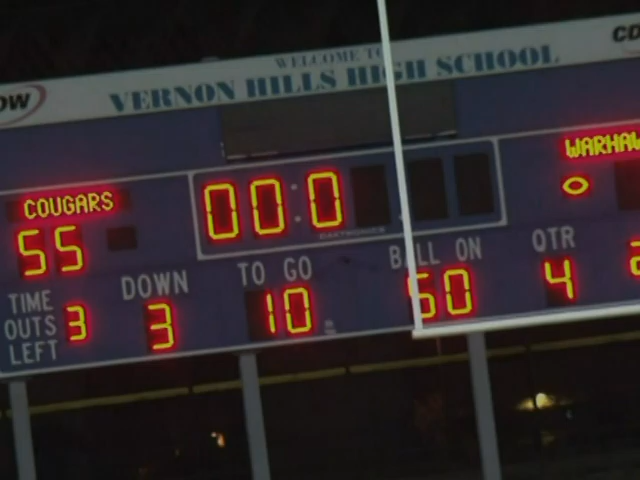 WELCOME TO
VERNON HILLS HIGH SCHOOL
COUGARS
55
00:0
WARHAW
TIME OUTS LEFT 3
DOWN 3
TO GO 10
BALL ON 50
QTR 4